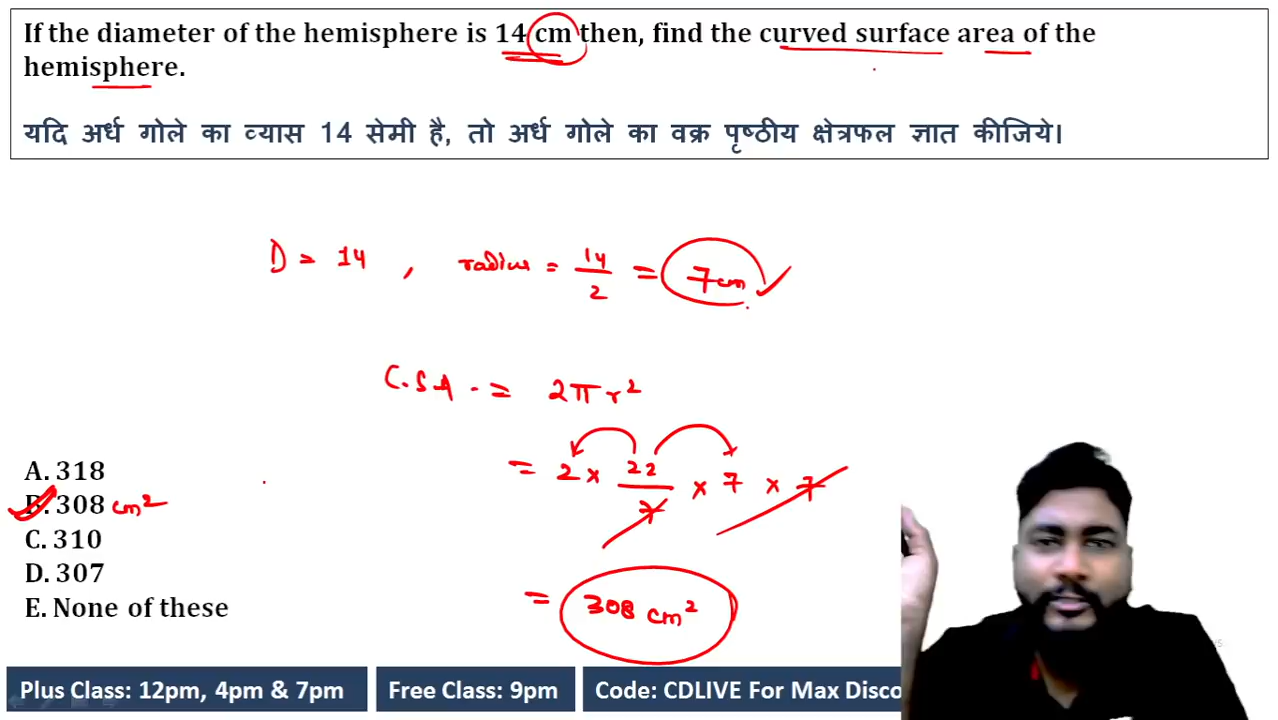 If the diameter of the hemisphere is 14 cm then, find the curved surface area of the
hemisphere.
यदि अर्ध गोले का व्यास 14 सेमी है, तो अर्ध गोले का वक्र पृष्ठीय क्षेत्रफल ज्ञात कीजिये।
D = 14 , radius = 14/2 = 7cm
C.S.A. = 2πr²
= 2 × 22/7 × 7 × 7
= 308 cm²
A. 318
B. 308 cm²
C. 310
D. 307
E. None of these
Plus Class: 12pm, 4pm & 7pm
Free Class: 9pm
Code: CDLIVE For Max Disco